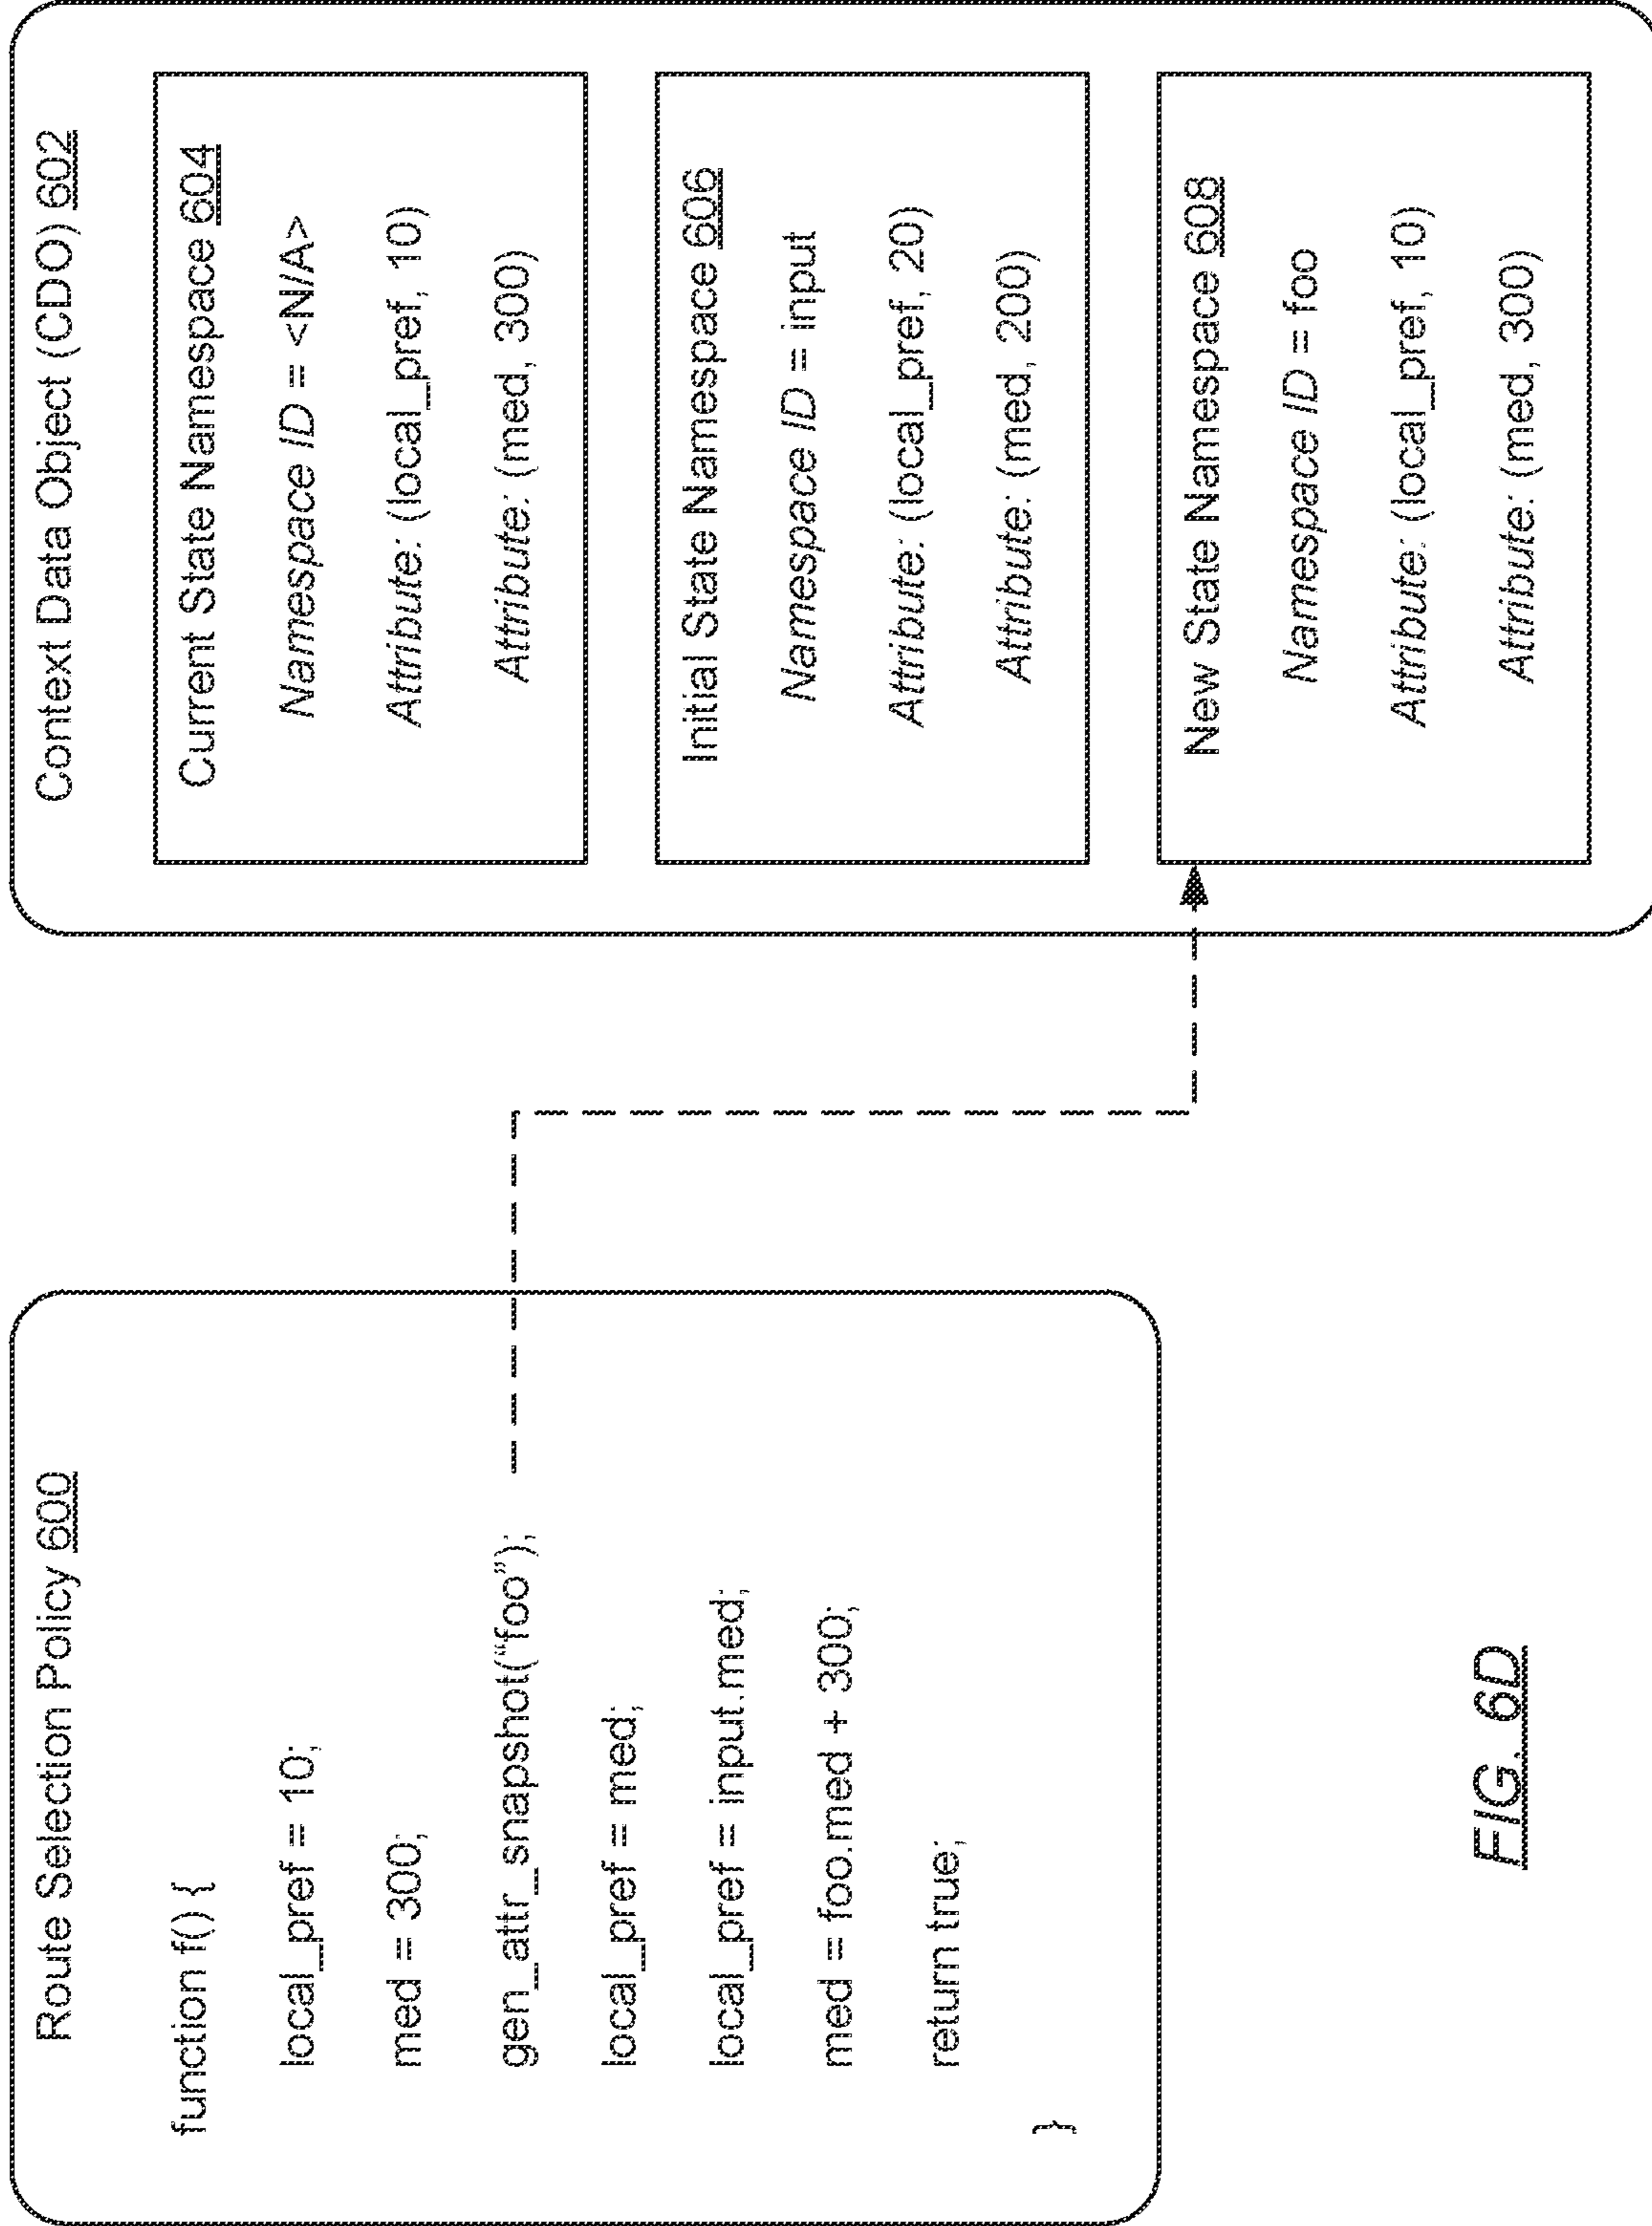 Route Selection Policy 600
function f() {
local_pref = 10;
med = 300;
gen_attr_snapshot(“foo”);
local_pref = med;
local_pref = input.med;
med = foo.med + 300;
return true;
}
Context Data Object (CDO) 602
Current State Namespace 604
Namespace ID = <N/A>
Attribute: (local_pref, 10)
Attribute: (med, 300)
Initial State Namespace 606
Namespace ID = input
Attribute: (local_pref, 20)
Attribute: (med, 200)
New State Namespace 608
Namespace ID = foo
Attribute: (local_pref, 10)
Attribute: (med, 300)
FIG. 6D